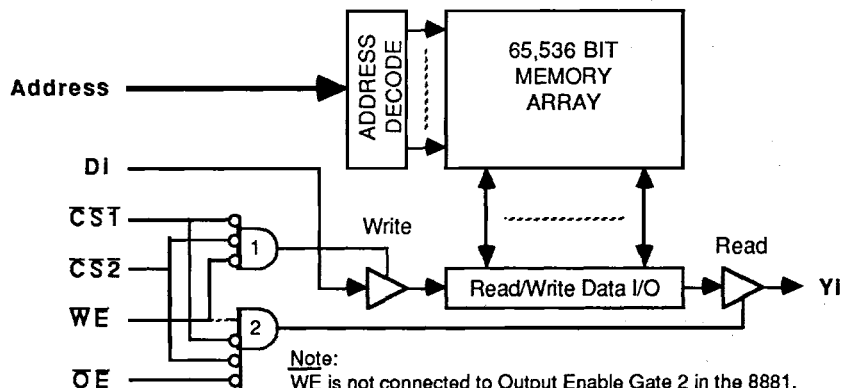 ADDRESS DECODE
65,536 BIT
MEMORY
ARRAY
Address
Di
CS1
CS2
WE
OE
1
2
Write
Read
Read/Write Data I/O
Yi
Note:
WE is not connected to Output Enable Gate 2 in the 8881.